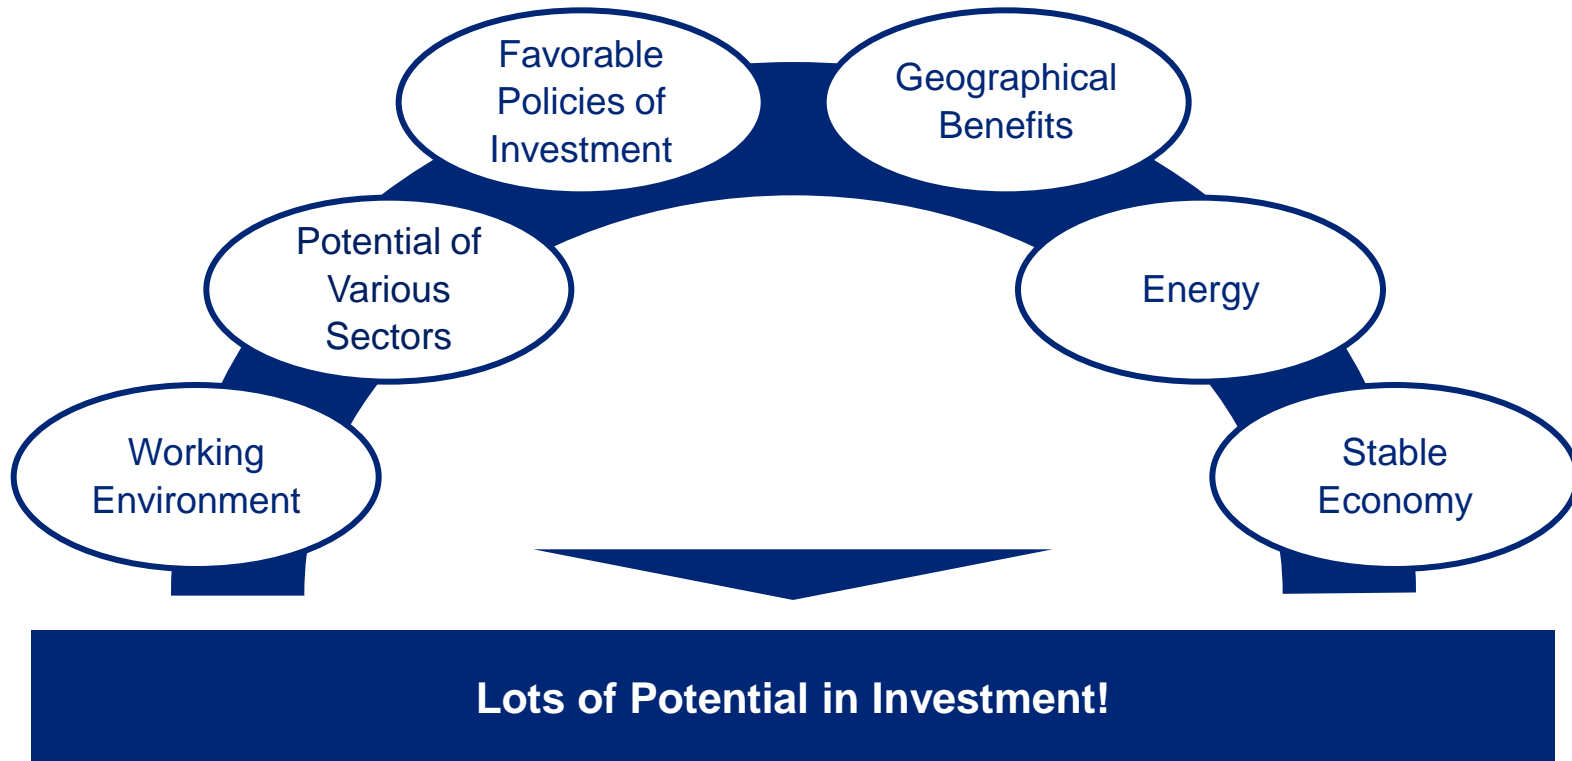 Favorable
Policies of
Investment
Geographical
Benefits
Potential of
Various
Sectors
Energy
Working
Environment
Stable
Economy
Lots of Potential in Investment!